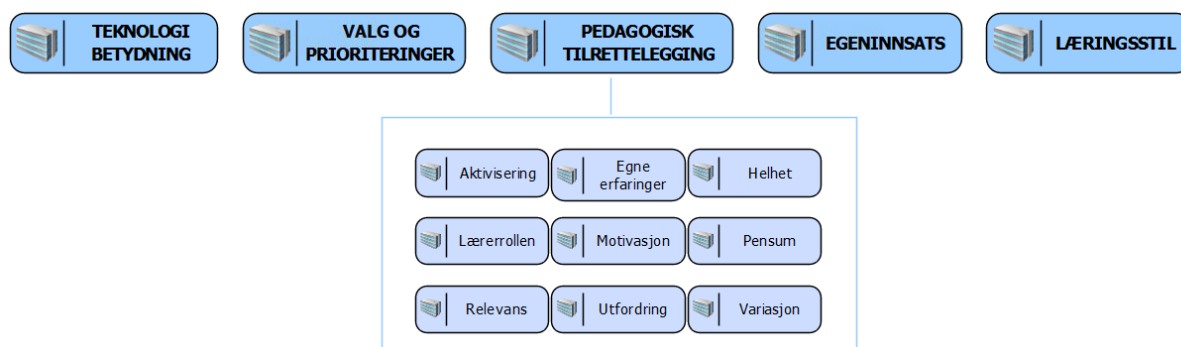 TEKNOLOGI
BETYDNING
VALG OG
PRIORITERINGER
PEDAGOGISK
TILRETTELEGGING
EGENINNSATS
LÆRINGSSTIL
Aktivisering
Egne
erfaringer
Helhet
Lærerrollen
Motivasjon
Pensum
Relevans
Utfordring
Variasjon